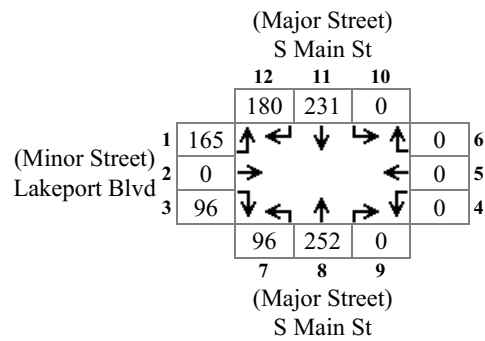 (Major Street)
S Main St
12 11 10
180 231 0
1 165 0 6
(Minor Street)
Lakeport Blvd
2 0 0 5
3 96 0 4
96 252 0
7 8 9
(Major Street)
S Main St